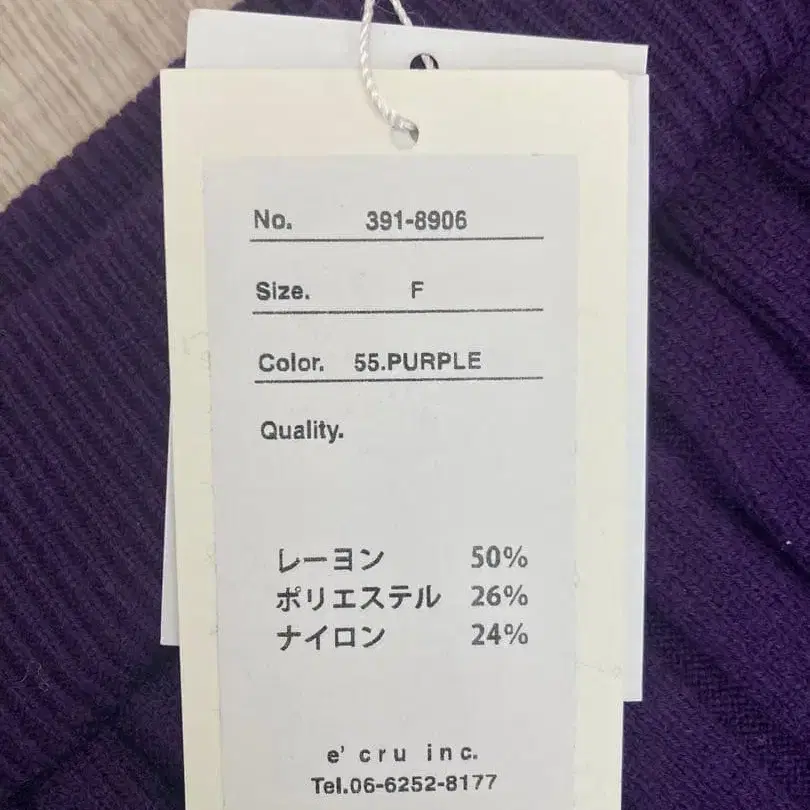 No. 391-8906
Size. F
Color. 55.PURPLE
Quality.
レーヨン 50%
ポリエステル 26%
ナイロン 24%
e' cru inc.
Tel.06-6252-8177